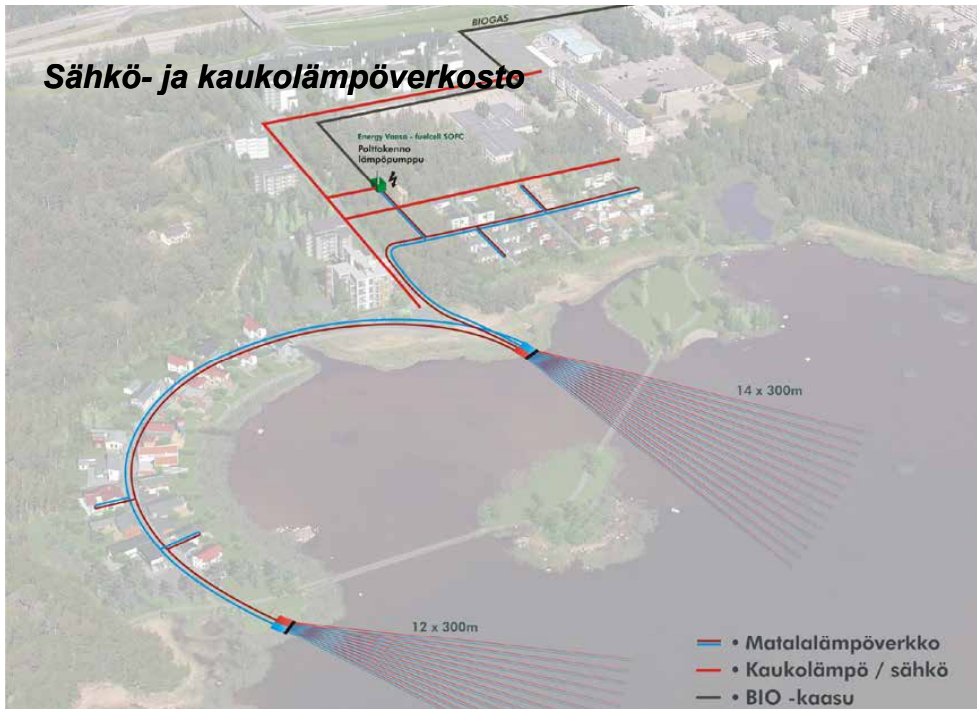 BIOGAS
Sähkö- ja kaukolämpöverkosto
Energy Vaasa - fuelcell SOFC
Polttokenno
lämpöpumppu
14 x 300m
12 x 300m
• Matalalämpöverkko
• Kaukolämpö / sähkö
• BIO -kaasu